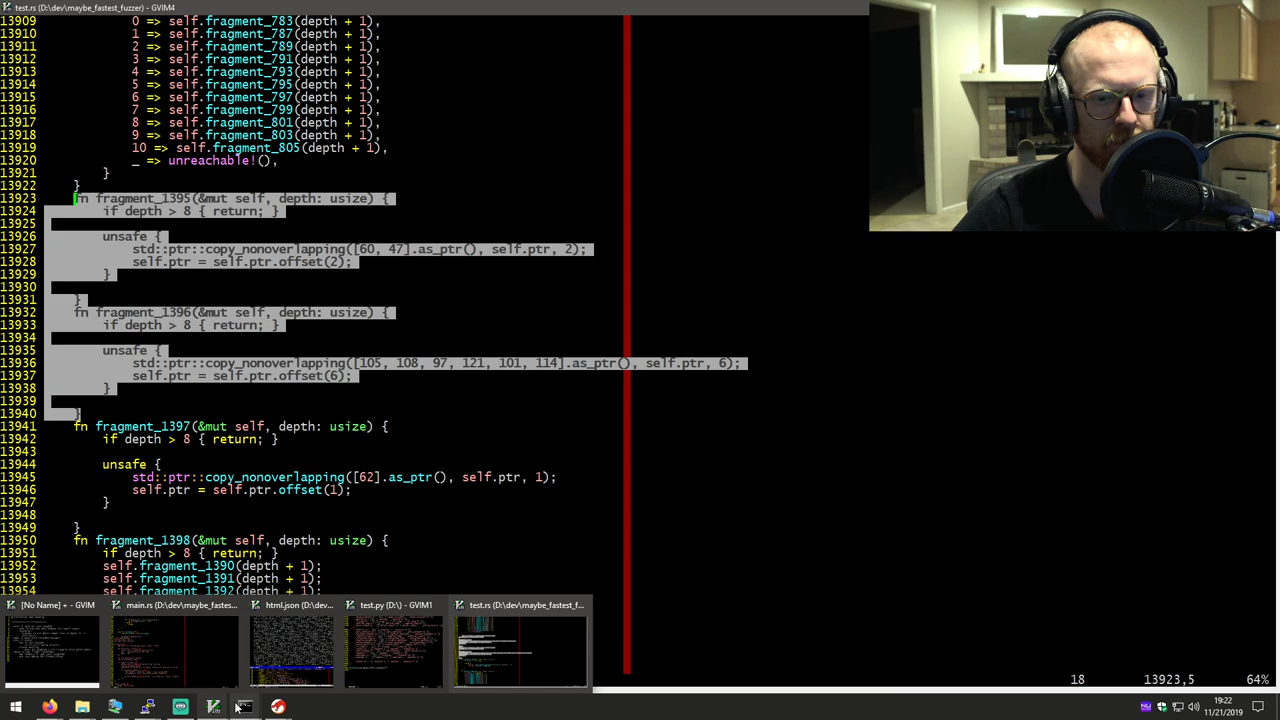 test.rs (D:\dev\maybe_fastest_fuzzer) - GVIM4
13909             0 => self.fragment_783(depth + 1),
13910             1 => self.fragment_787(depth + 1),
13911             2 => self.fragment_789(depth + 1),
13912             3 => self.fragment_791(depth + 1),
13913             4 => self.fragment_793(depth + 1),
13914             5 => self.fragment_795(depth + 1),
13915             6 => self.fragment_797(depth + 1),
13916             7 => self.fragment_799(depth + 1),
13917             8 => self.fragment_801(depth + 1),
13918             9 => self.fragment_803(depth + 1),
13919             10 => self.fragment_805(depth + 1),
13920             _ => unreachable!(),
13921         }
13922     }
13923     fn fragment_1395(&mut self, depth: usize) {
13924         if depth > 8 { return; }
13925
13926         unsafe {
13927             std::ptr::copy_nonoverlapping([60, 47].as_ptr(), self.ptr, 2);
13928             self.ptr = self.ptr.offset(2);
13929         }
13930
13931     }
13932     fn fragment_1396(&mut self, depth: usize) {
13933         if depth > 8 { return; }
13934
13935         unsafe {
13936             std::ptr::copy_nonoverlapping([105, 108, 97, 121, 101, 114].as_ptr(), self.ptr, 6);
13937             self.ptr = self.ptr.offset(6);
13938         }
13939
13940     }
13941     fn fragment_1397(&mut self, depth: usize) {
13942         if depth > 8 { return; }
13943
13944         unsafe {
13945             std::ptr::copy_nonoverlapping([62].as_ptr(), self.ptr, 1);
13946             self.ptr = self.ptr.offset(1);
13947         }
13948
13949     }
13950     fn fragment_1398(&mut self, depth: usize) {
13951         if depth > 8 { return; }
13952         self.fragment_1390(depth + 1);
13953         self.fragment_1391(depth + 1);
13954         self.fragment_1392(depth + 1);
[No Name] + - GVIM
main.rs (D:\dev\maybe_fastes...
html.json (D:\dev...
test.py (D:\) - GVIM1
test.rs (D:\dev\maybe_fastest_f...
18 13923,5 64%
19:22
11/21/2019